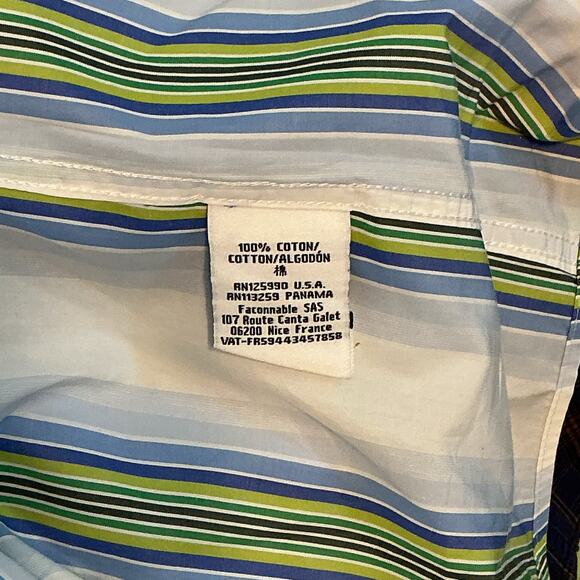 100% COTON/
COTTON/ALGODÓN
棉
RN125990 U.S.A.
RN113259 PANAMA
Faconnable SAS
107 Route Canta Galet
06200 Nice France
VAT-FR59443457858